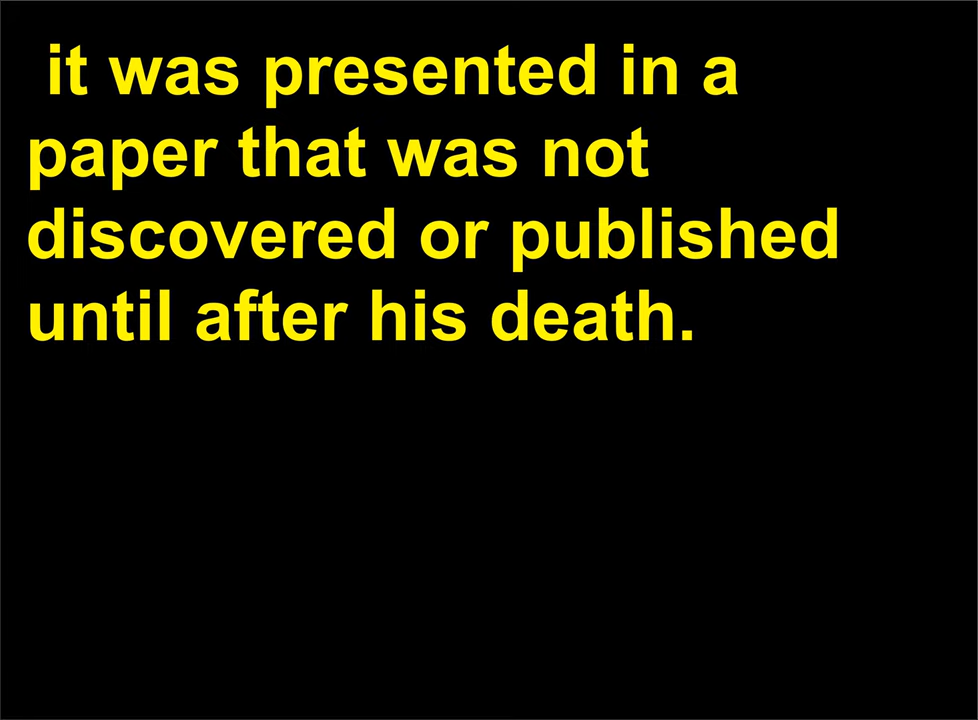 it was presented in a
paper that was not
discovered or published
until after his death.